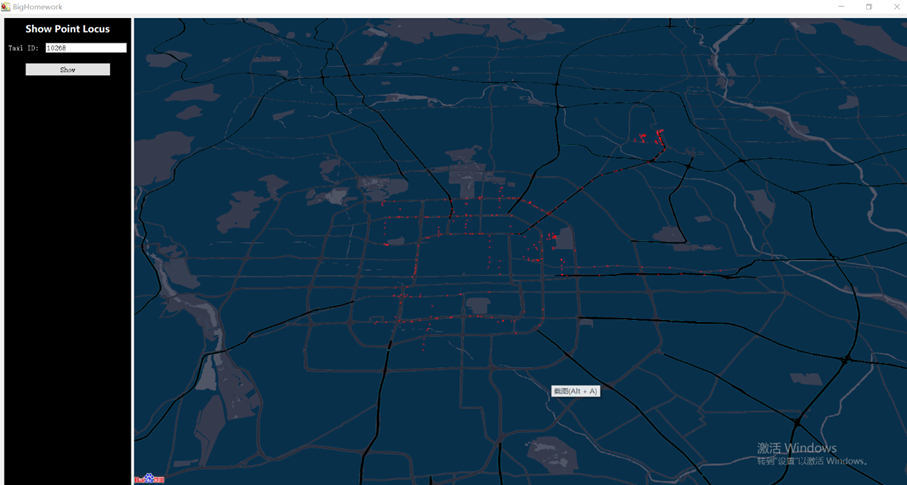 BigHomework
Show Point Locus
Taxi ID: 10268
Show
截图(Alt + A)
激活 Windows
转到"设置"以激活 Windows。